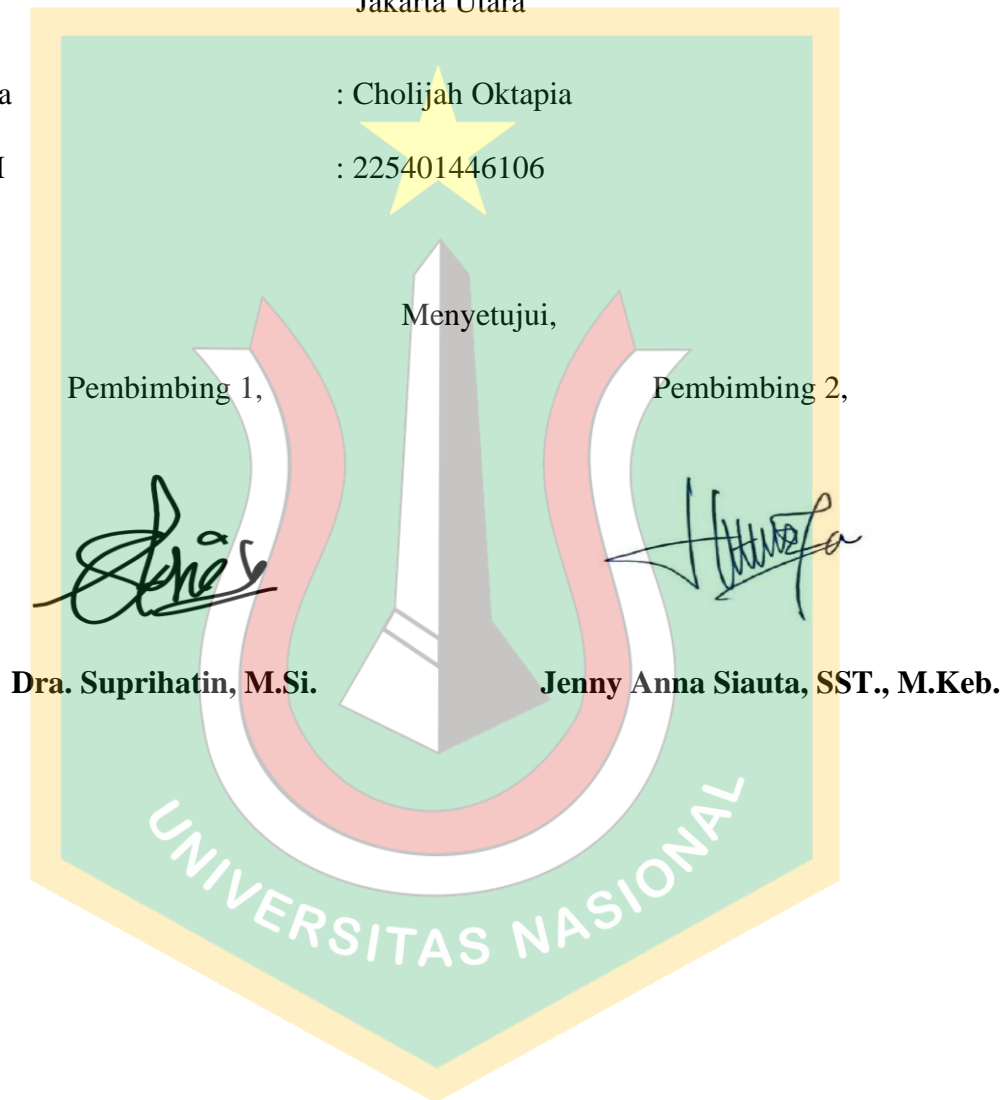 Jakarta Utara
a : Cholijah Oktapia
: 225401446106
Menyetujui,
Pembimbing 1, Pembimbing 2,
Dra. Suprihatin, M.Si. Jenny Anna Siauta, SST., M.Keb.
UNIVERSITAS NASIONAL